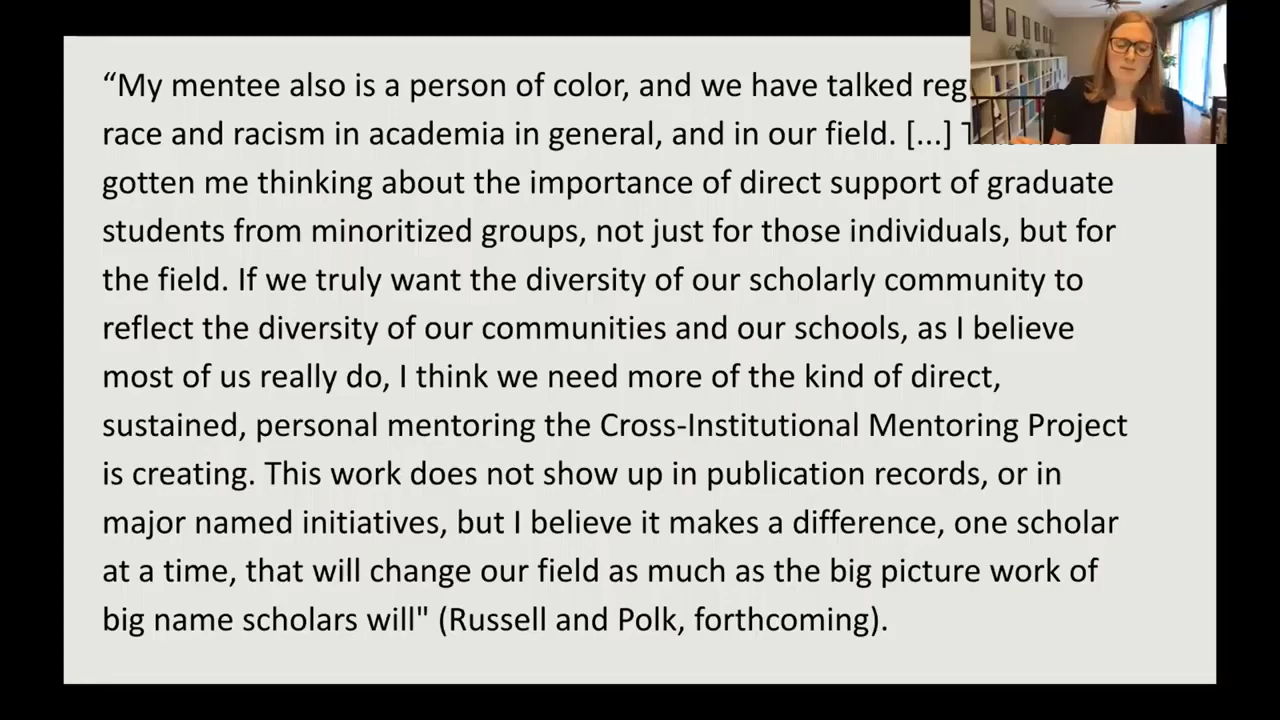 “My mentee also is a person of color, and we have talked
race and racism in academia in general, and in our field. [...]
gotten me thinking about the importance of direct support of graduate
students from minoritized groups, not just for those individuals, but for
the field. If we truly want the diversity of our scholarly community to
reflect the diversity of our communities and our schools, as I believe
most of us really do, I think we need more of the kind of direct,
sustained, personal mentoring the Cross-Institutional Mentoring Project
is creating. This work does not show up in publication records, or in
major named initiatives, but I believe it makes a difference, one scholar
at a time, that will change our field as much as the big picture work of
big name scholars will" (Russell and Polk, forthcoming).